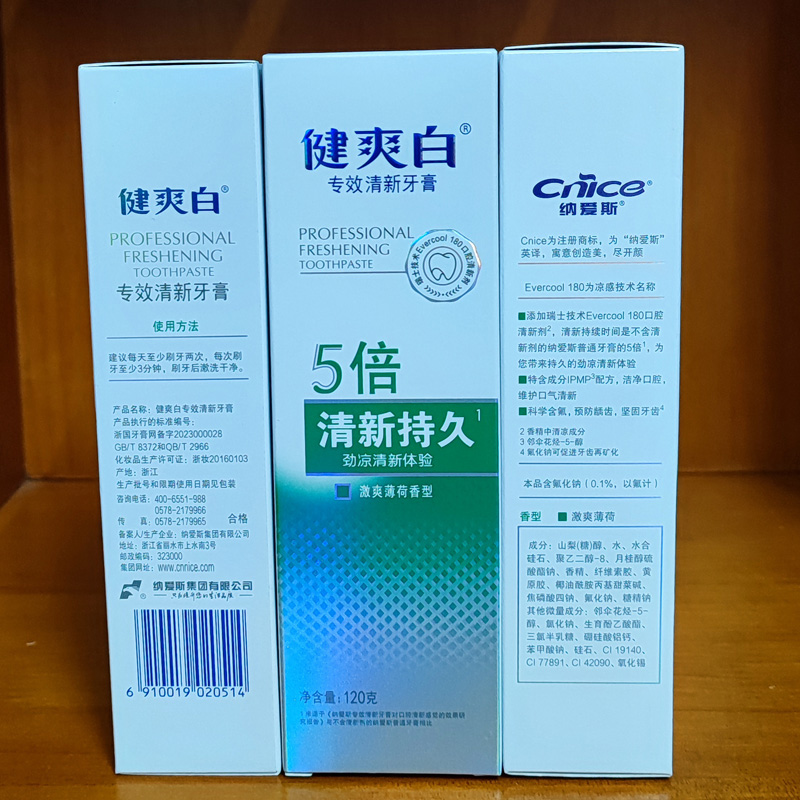 健爽白®
PROFESSIONAL
FRESHENING
TOOTHPASTE
专效清新牙膏
使用方法
建议每天至少刷牙两次，每次刷
牙至少3分钟，刷牙后漱洗干净。
产品名称：健爽白专效清新牙膏
产品执行的标准编号：
浙国牙膏网备字2023000028
GB/T 8372和QB/T 2966
化妆品生产许可证：浙妆20160103
产地：浙江
生产批号和限期使用日期见包装
咨询电话：400-6551-988
0578-2179966
传 真：0578-2179965 合格
备案人/生产企业：纳爱斯集团有限公司
地址：浙江省丽水市上水南3号
邮政编码：323000
集团网址：www.cnnice.com
纳爱斯集团有限公司
6 910019 020514
健爽白®
专效清新牙膏
PROFESSIONAL
FRESHENING
TOOTHPASTE
瑞士技术Evercool 180口腔清新剂
5倍
清新持久1
劲凉清新体验
激爽薄荷香型
净含量：120克
Cnice®
纳爱斯®
Cnice为注册商标，为“纳爱斯”
英译，寓意创造美，尽开颜
Evercool 180为凉感技术名称
■添加瑞士技术Evercool 180口腔
清新剂2，清新持续时间是不含清
新剂的纳爱斯普通牙膏的5倍1，为
您带来持久的劲凉清新体验
■特含成分IPMP3配方，洁净口腔，
维护口气清新
■科学含氟，预防龋齿，坚固牙齿4
2 香精中清凉成分
3 邻伞花烃-5-醇
4 氟化钠可促进牙齿再矿化
本品含氟化钠（0.1%，以氟计）
香型 ■ 激爽薄荷
成分：山梨(糖)醇、水、水合
硅石、聚乙二醇-8、月桂醇硫
酸酯钠、香精、纤维素胶、黄
原胶、椰油酰胺丙基甜菜碱、
焦磷酸四钠、氟化钠、糖精钠
其他微量成分：邻伞花烃-5-
醇、氯化钠、生育酚乙酸酯、
三氯半乳糖、硼硅酸铝钙、
苯甲酸钠、硅石、CI 19140、
CI 77891、CI 42090、氧化锡